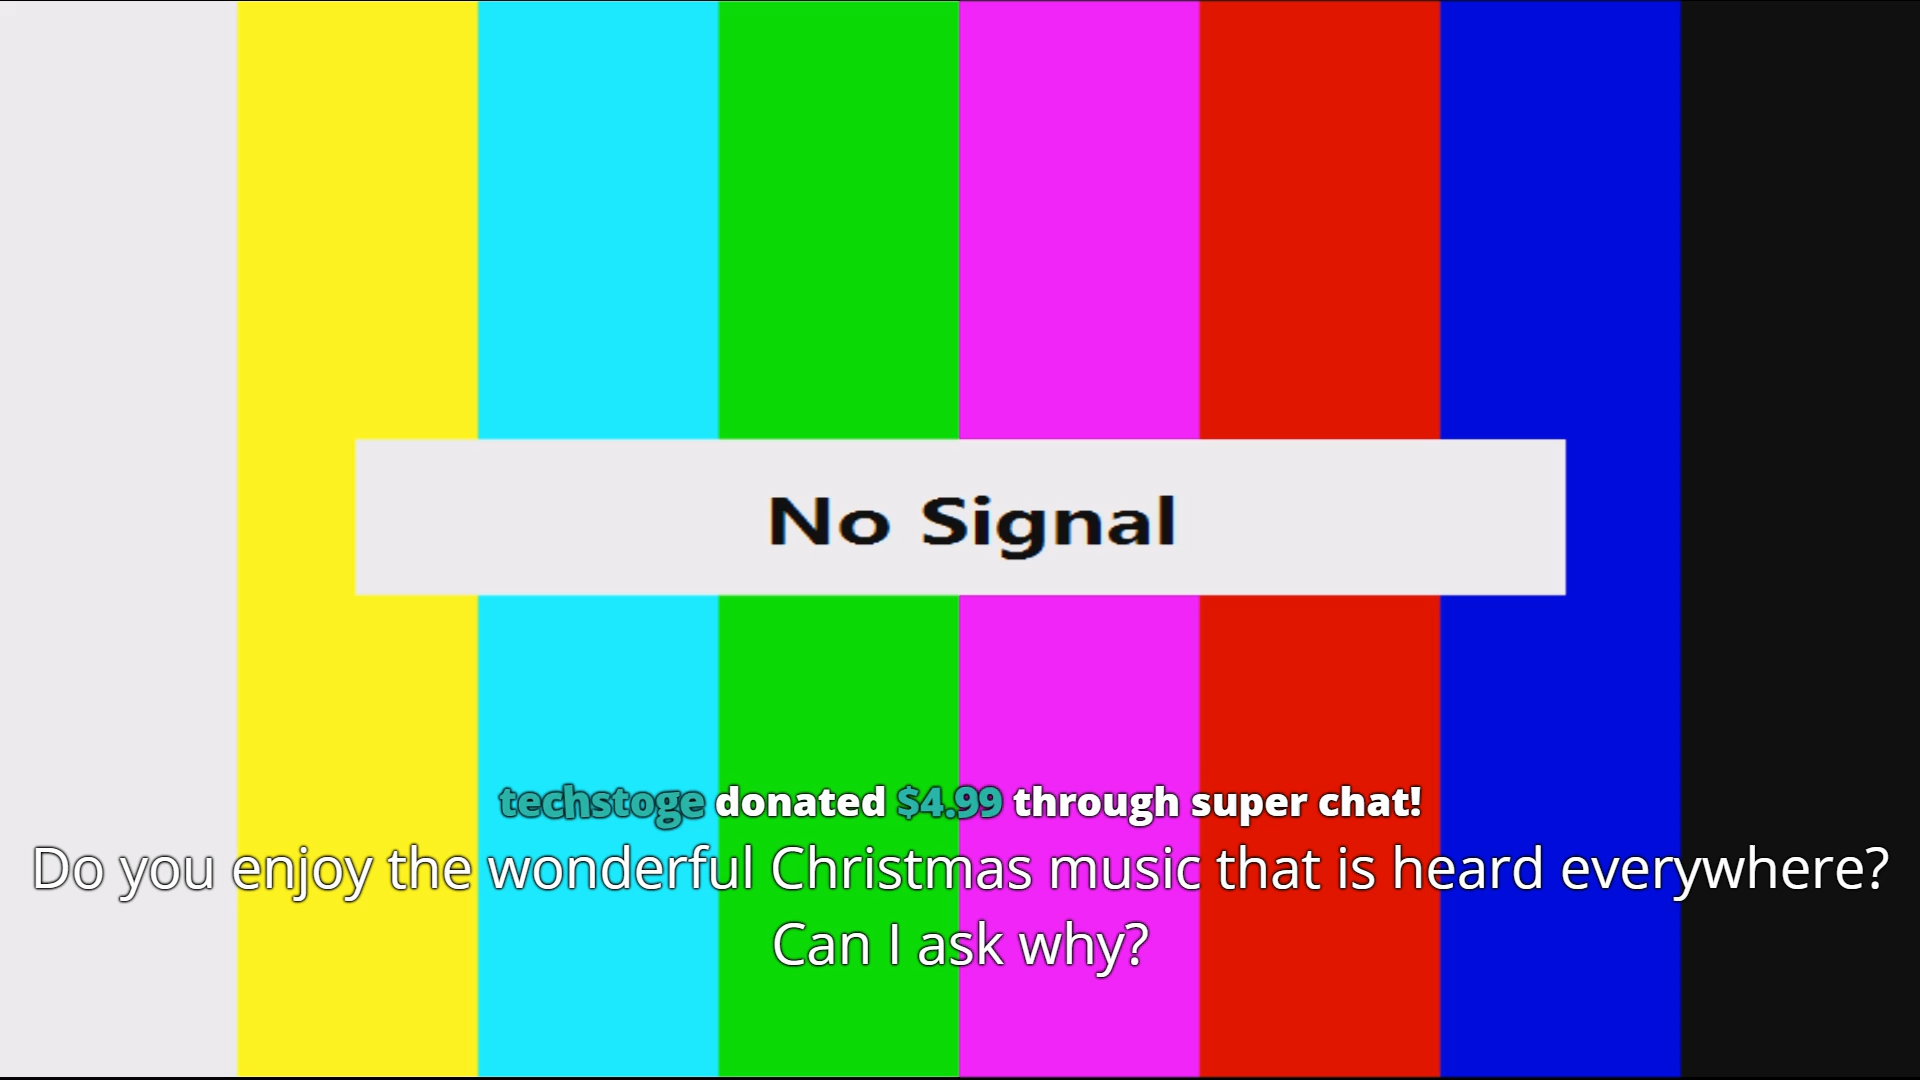 No Signal
techstoge donated $4.99 through super chat!
Do you enjoy the wonderful Christmas music that is heard everywhere?
Can I ask why?